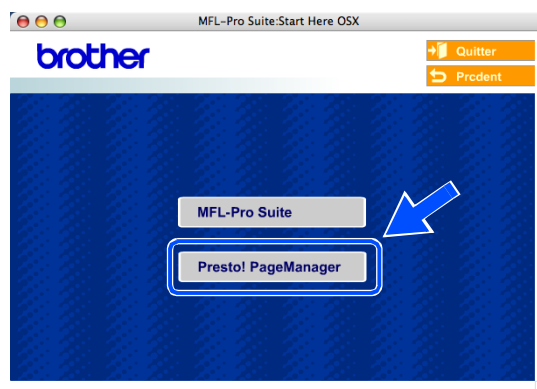 MFL-Pro Suite:Start Here OSX
brother
Quitter
Prcdent
MFL-Pro Suite
Presto! PageManager